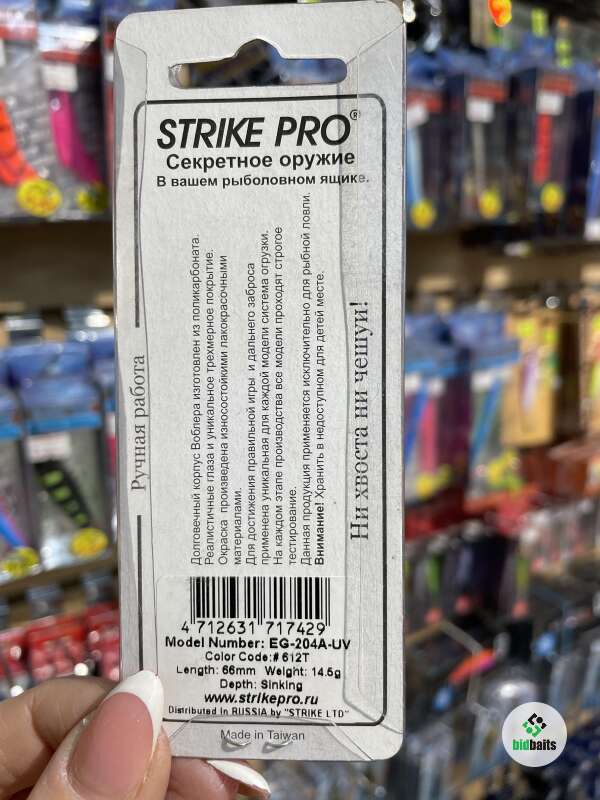 STRIKE PRO®
Секретное оружие
В вашем рыболовном ящике.
Ручная работа
Долговечный корпус Воблера изготовлен из поликарбоната.
Реалистичные глаза и уникальное трехмерное покрытие.
Окраска произведена износостойкими лакокрасочными
материалами.
Для достижения правильной игры и дальнего заброса
применена уникальная для каждой модели система огрузки.
На каждом этапе производства все модели проходят строгое
тестирование.
Данная продукция применяется исключительно для рыбной ловли.
Внимание! Хранить в недоступном для детей месте.
Ни хвоста ни чешуи!
4 712631 717429
Model Number: EG-204A-UV
Color Code:# 612T
Length: 66mm Weight: 14.5g
Depth: Sinking
www.strikepro.ru
Distributed in RUSSIA by "STRIKE LTD"
Made in Taiwan
bidbaits